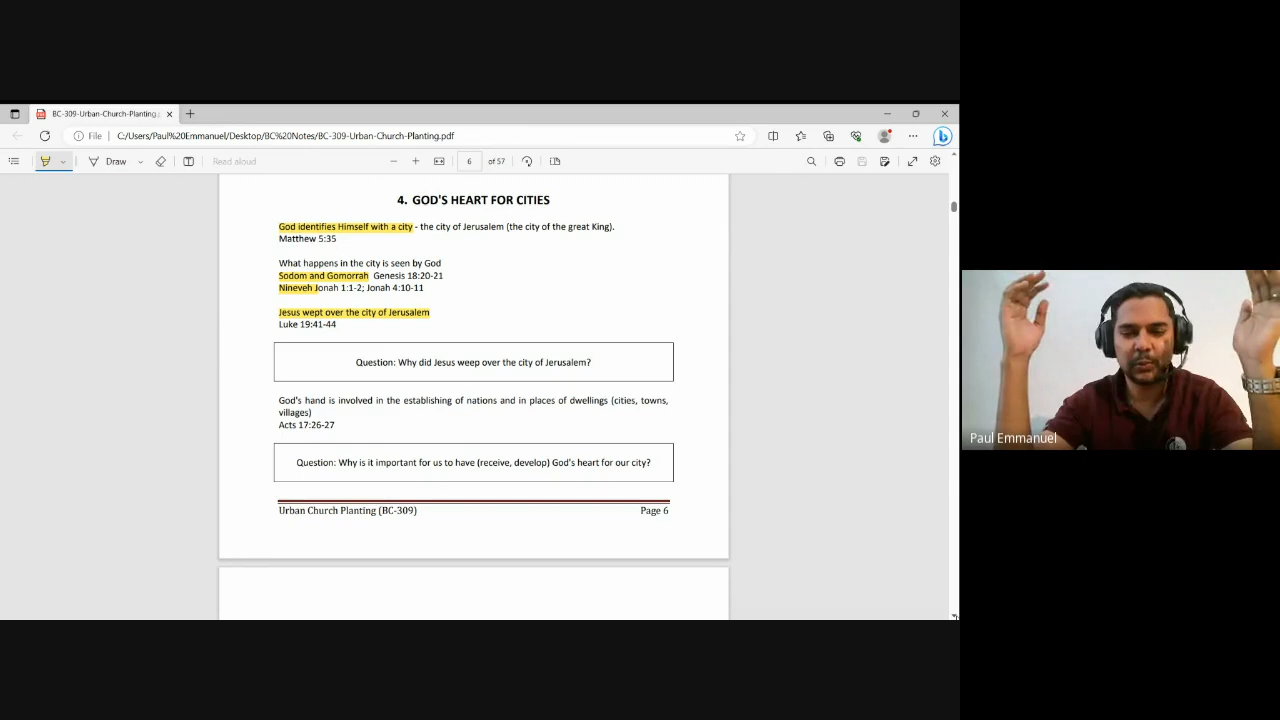 BC-309-Urban-Church-Planting.
File
C:/Users/Paul%20Emmanuel/Desktop/BC%20Notes/BC-309-Urban-Church-Planting.pdf
Draw
Read aloud
6 of 57
4. GOD'S HEART FOR CITIES
God identifies Himself with a city - the city of Jerusalem (the city of the great King).
Matthew 5:35
What happens in the city is seen by God
Sodom and Gomorrah Genesis 18:20-21
Nineveh Jonah 1:1-2; Jonah 4:10-11
Jesus wept over the city of Jerusalem
Luke 19:41-44
Question: Why did Jesus weep over the city of Jerusalem?
God's hand is involved in the establishing of nations and in places of dwellings (cities, towns,
villages)
Acts 17:26-27
Question: Why is it important for us to have (receive, develop) God's heart for our city?
Urban Church Planting (BC-309) Page 6
Paul Emmanuel